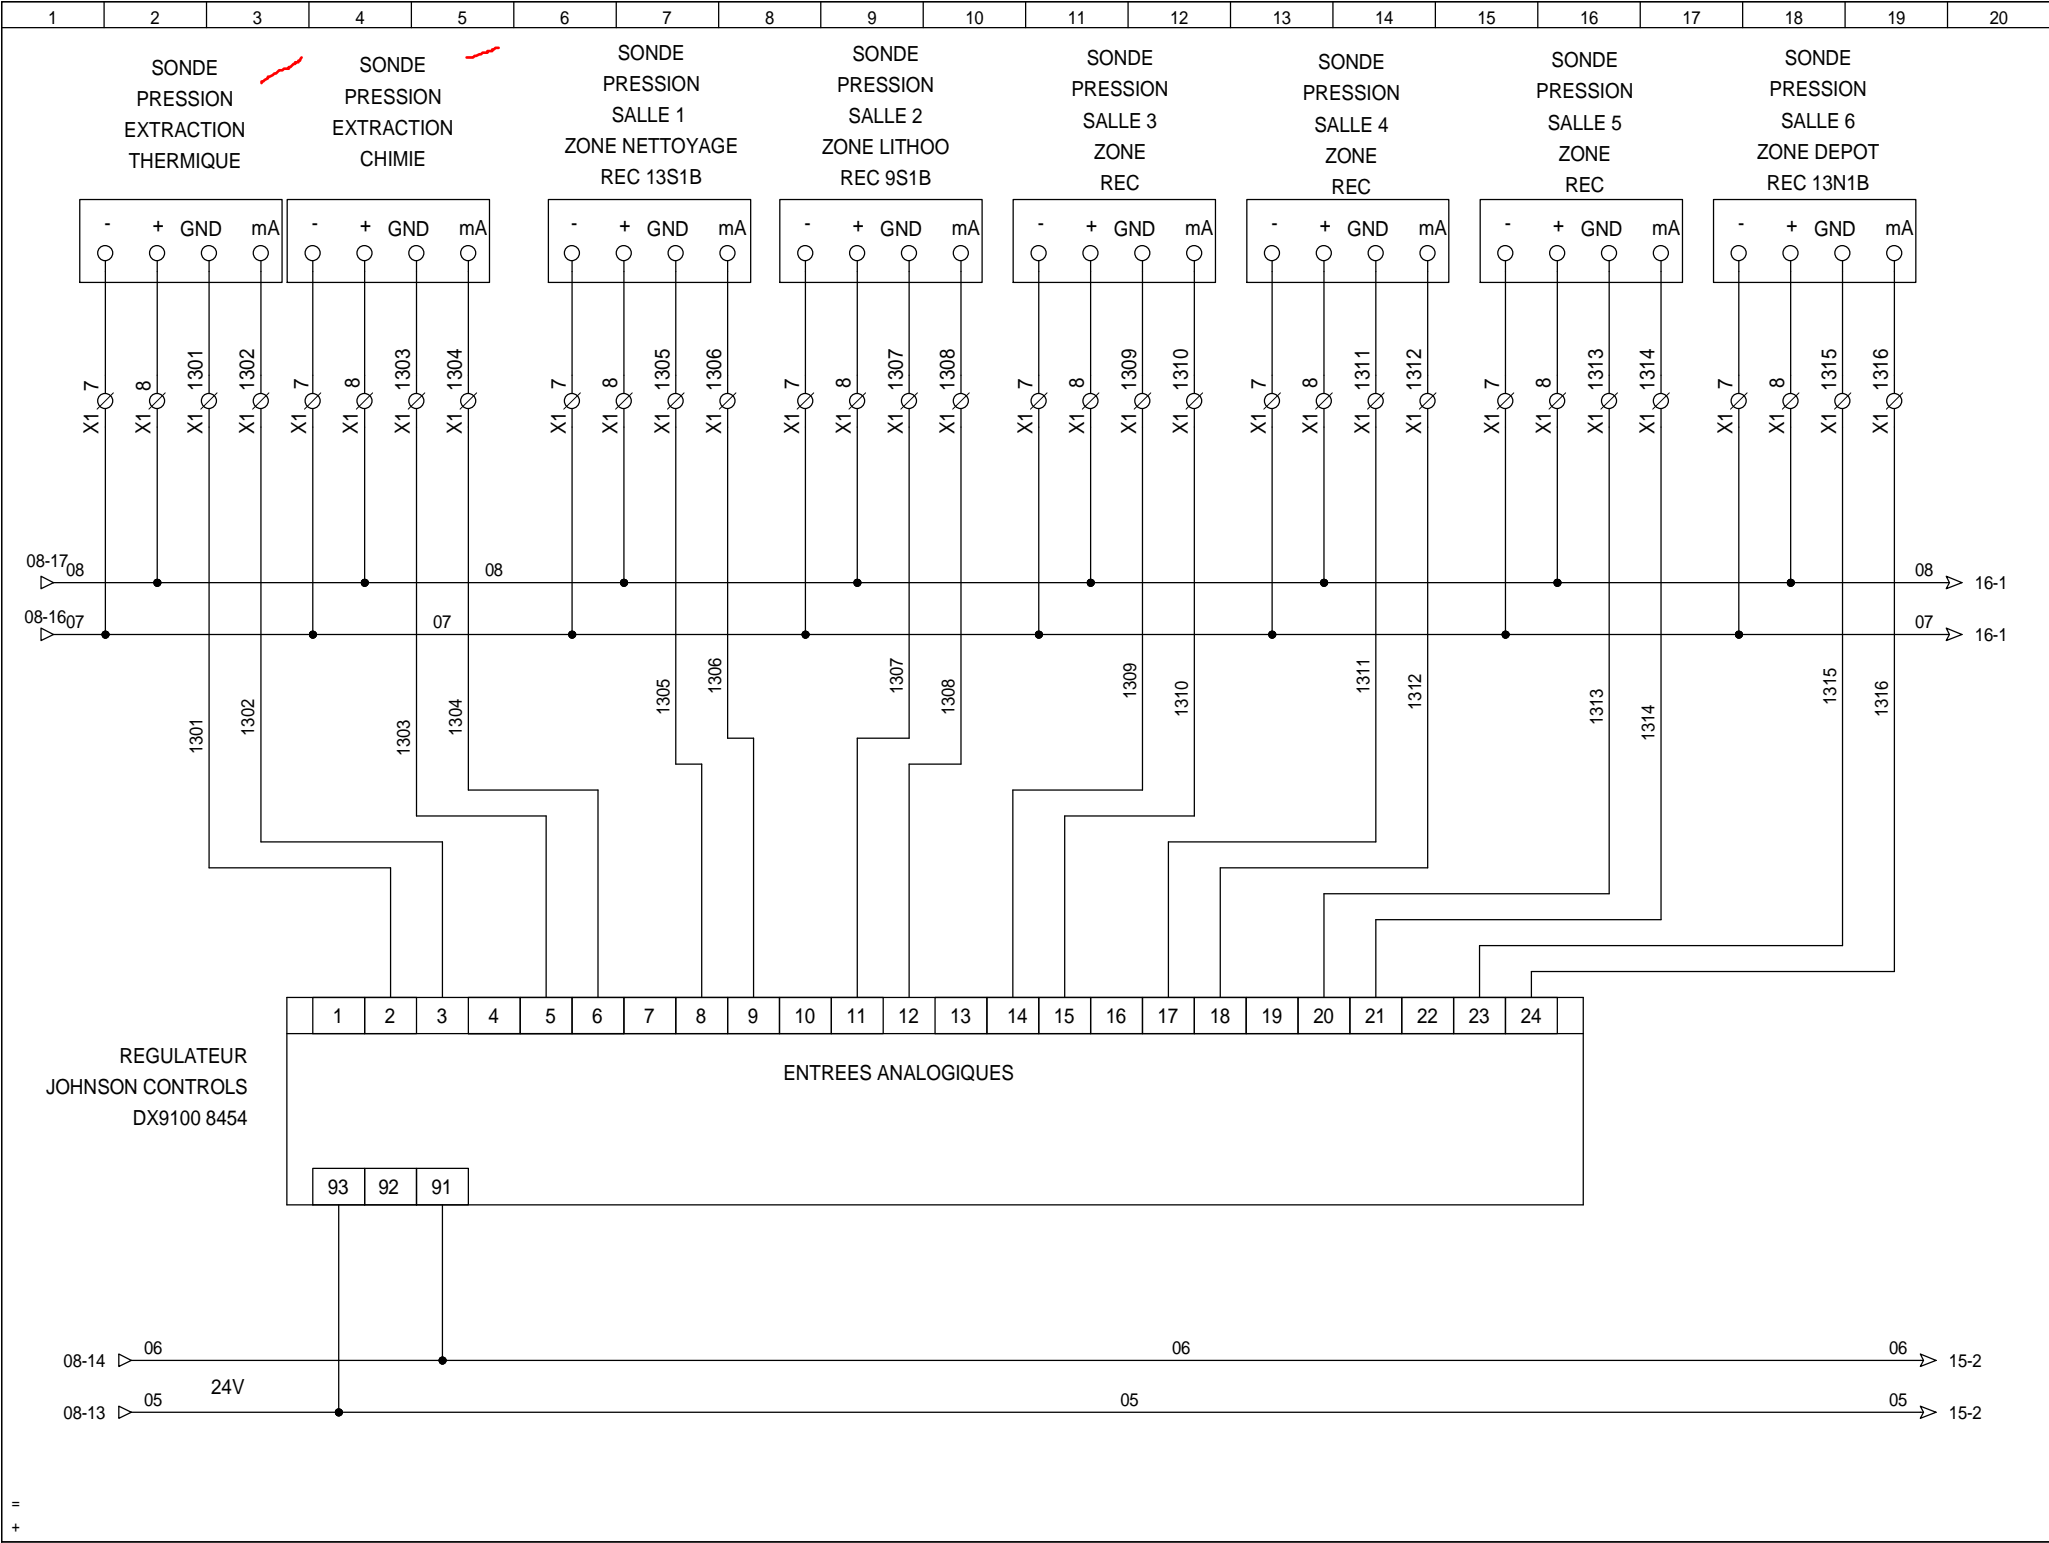 1 2 3 4 5 6 7 8 9 10 11 12 13 14 15 16 17 18 19 20
SONDE
PRESSION
EXTRACTION
THERMIQUE
SONDE
PRESSION
EXTRACTION
CHIMIE
SONDE
PRESSION
SALLE 1
ZONE NETTOYAGE
REC 13S1B
SONDE
PRESSION
SALLE 2
ZONE LITHOO
REC 9S1B
SONDE
PRESSION
SALLE 3
ZONE
REC
SONDE
PRESSION
SALLE 4
ZONE
REC
SONDE
PRESSION
SALLE 5
ZONE
REC
SONDE
PRESSION
SALLE 6
ZONE DEPOT
REC 13N1B
- + GND mA
- + GND mA
- + GND mA
- + GND mA
- + GND mA
- + GND mA
- + GND mA
- + GND mA
X1 7
X1 8
X1 1301
X1 1302
X1 7
X1 8
X1 1303
X1 1304
X1 7
X1 8
X1 1305
X1 1306
X1 7
X1 8
X1 1307
X1 1308
X1 7
X1 8
X1 1309
X1 1310
X1 7
X1 8
X1 1311
X1 1312
X1 7
X1 8
X1 1313
X1 1314
X1 7
X1 8
X1 1315
X1 1316
08-17 08 08 08 16-1
08-16 07 07 07 16-1
1301
1302
1303
1304
1305
1306
1307
1308
1309
1310
1311
1312
1313
1314
1315
1316
1 2 3 4 5 6 7 8 9 10 11 12 13 14 15 16 17 18 19 20 21 22 23 24
REGULATEUR
JOHNSON CONTROLS
DX9100 8454
ENTREES ANALOGIQUES
93 92 91
08-14 06 06 06 15-2
24V
08-13 05 05 05 15-2
=
+